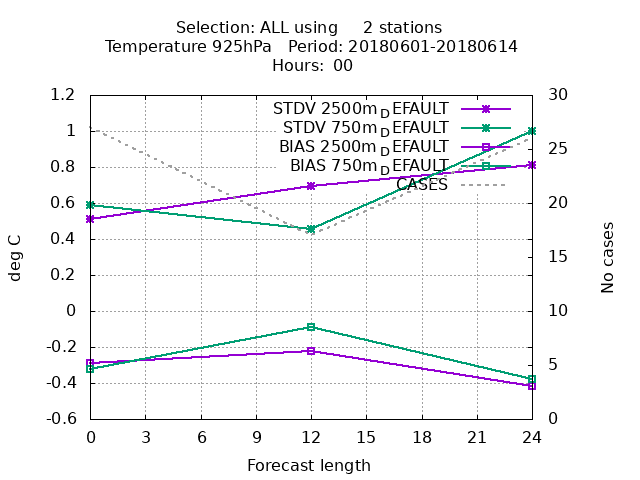 Selection: ALL using     2 stations
Temperature 925hPa   Period: 20180601-20180614
Hours:  00
STDV 2500m_DEFAULT
STDV 750m_DEFAULT
BIAS 2500m_DEFAULT
BIAS 750m_DEFAULT
CASES
deg C
1.2
1
0.8
0.6
0.4
0.2
0
-0.2
-0.4
-0.6
30
25
20
15
10
5
0
No cases
0 3 6 9 12 15 18 21 24
Forecast length